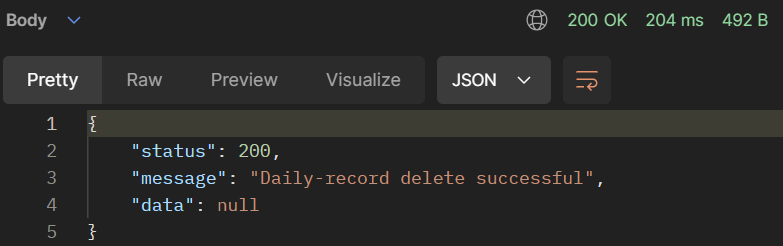 Body 200 OK 204 ms 492 B
Pretty Raw Preview Visualize JSON
1 {
2 "status": 200,
3 "message": "Daily-record delete successful",
4 "data": null
5 }